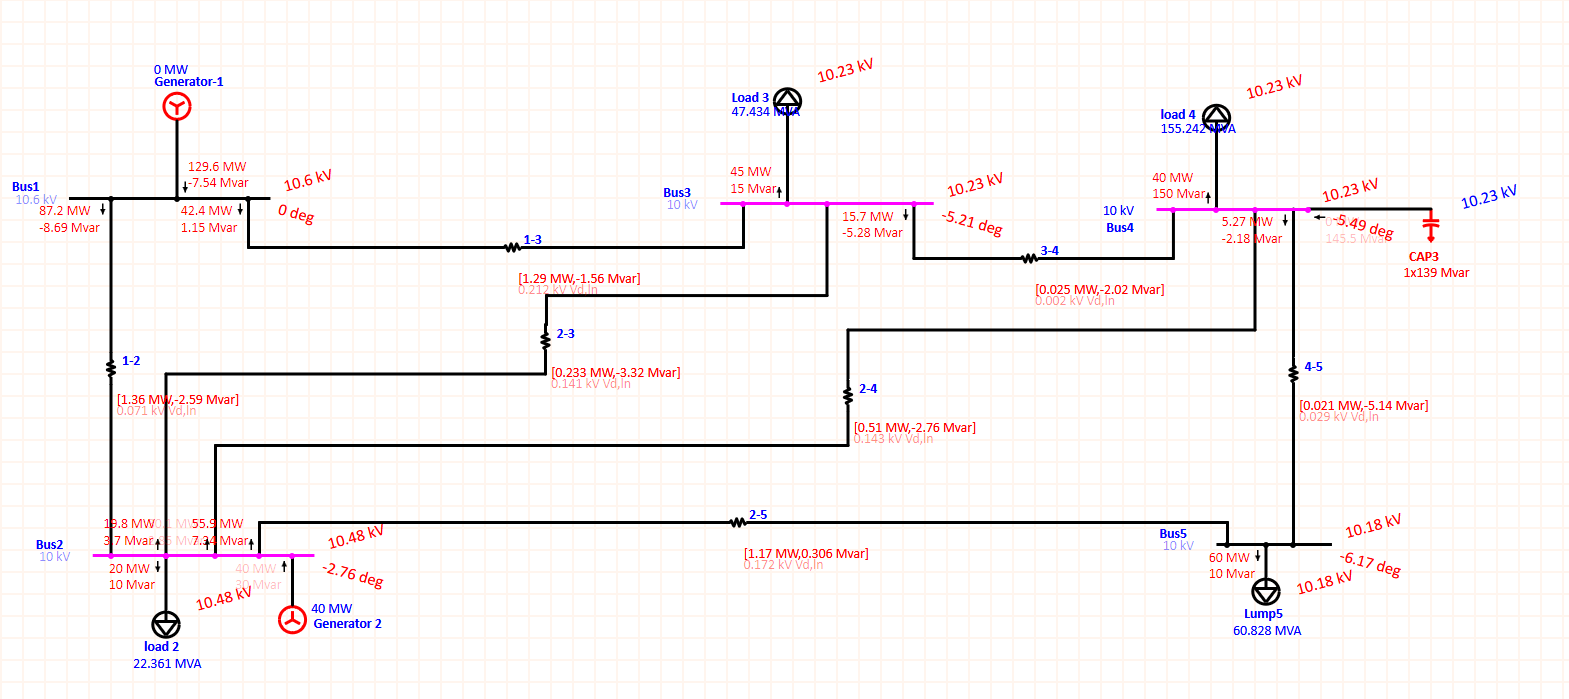 0 MW
Generator-1
129.6 MW
-7.54 Mvar
Bus1
10.6 kV
10.6 kV
0 deg
87.2 MW
-8.69 Mvar
42.4 MW
1.15 Mvar
1-3
[1.29 MW,-1.56 Mvar]
0.212 kV Vd,ln
Load 3
47.434 MVA
10.23 kV
45 MW
15 Mvar
Bus3
10 kV
10.23 kV
-5.21 deg
15.7 MW
-5.28 Mvar
3-4
[0.025 MW,-2.02 Mvar]
0.002 kV Vd,ln
load 4
155.242 MVA
10.23 kV
40 MW
150 Mvar
10 kV
Bus4
10.23 kV
-5.49 deg
5.27 MW
-2.18 Mvar
145.5 Mvar
10.23 kV
CAP3
1x139 Mvar
1-2
[1.36 MW,-2.59 Mvar]
0.071 kV Vd,ln
2-3
[0.233 MW,-3.32 Mvar]
0.141 kV Vd,ln
2-4
[0.51 MW,-2.76 Mvar]
0.143 kV Vd,ln
4-5
[0.021 MW,-5.14 Mvar]
0.029 kV Vd,ln
2-5
[1.17 MW,0.306 Mvar]
0.172 kV Vd,ln
19.8 MW
55.9 MW
3.7 Mvar
7.34 Mvar
Bus2
10 kV
10.48 kV
-2.76 deg
20 MW
10 Mvar
40 MW
30 Mvar
10.48 kV
load 2
22.361 MVA
40 MW
Generator 2
Bus5
10 kV
10.18 kV
-6.17 deg
60 MW
10 Mvar
10.18 kV
Lump5
60.828 MVA